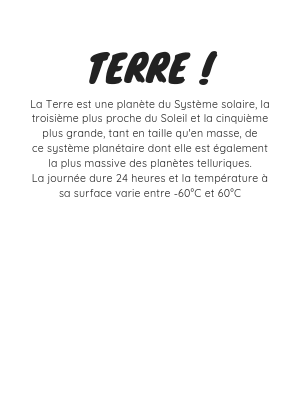 TERRE !
La Terre est une planète du Système solaire, la
troisième plus proche du Soleil et la cinquième
plus grande, tant en taille qu'en masse, de
ce système planétaire dont elle est également
la plus massive des planètes telluriques.
La journée dure 24 heures et la température à
sa surface varie entre -60°C et 60°C